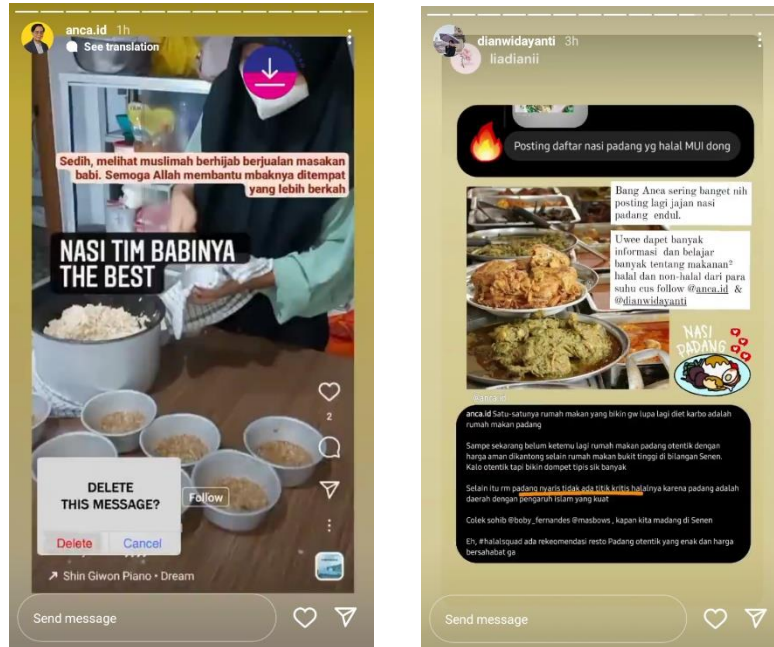 anca.id 1h
See translation
Sedih, melihat muslimah berhijab berjualan masakan
babi. Semoga Allah membantu mbaknya ditempat
yang lebih berkah
NASI TIM BABINYA
THE BEST
2
DELETE
THIS MESSAGE?
Delete Cancel
Follow
Shin Giwon Piano • Dream
Send message
dianwidayanti 3h
liadianii
Posting daftar nasi padang yg halal MUI dong
Bang Anca sering banget nih
posting lagi jajan nasi
padang endul.
Uwee dapet banyak
informasi dan belajar
banyak tentang makanan²
halal dan non-halal dari para
suhu cus follow @anca.id &
@dianwidayanti
NASI
PADANG
@anca.id
anca.id Satu-satunya rumah makan yang bikin gw lupa lagi diet karbo adalah
rumah makan padang
Sampe sekarang belum ketemu lagi rumah makan padang otentik dengan
harga aman dikantong selain rumah makan bukit tinggi di bilangan Senen.
Kalo otentik tapi bikin dompet tipis sik banyak
Selain itu rm padang nyaris tidak ada titik kritis halalnya karena padang adalah
daerah dengan pengaruh islam yang kuat
Colek sohib @boby_fernandes @masbows , kapan kita madang di Senen
Eh, #halalsquad ada rekeomendasi resto Padang otentik yang enak dan harga
bersahabat ga
Send message